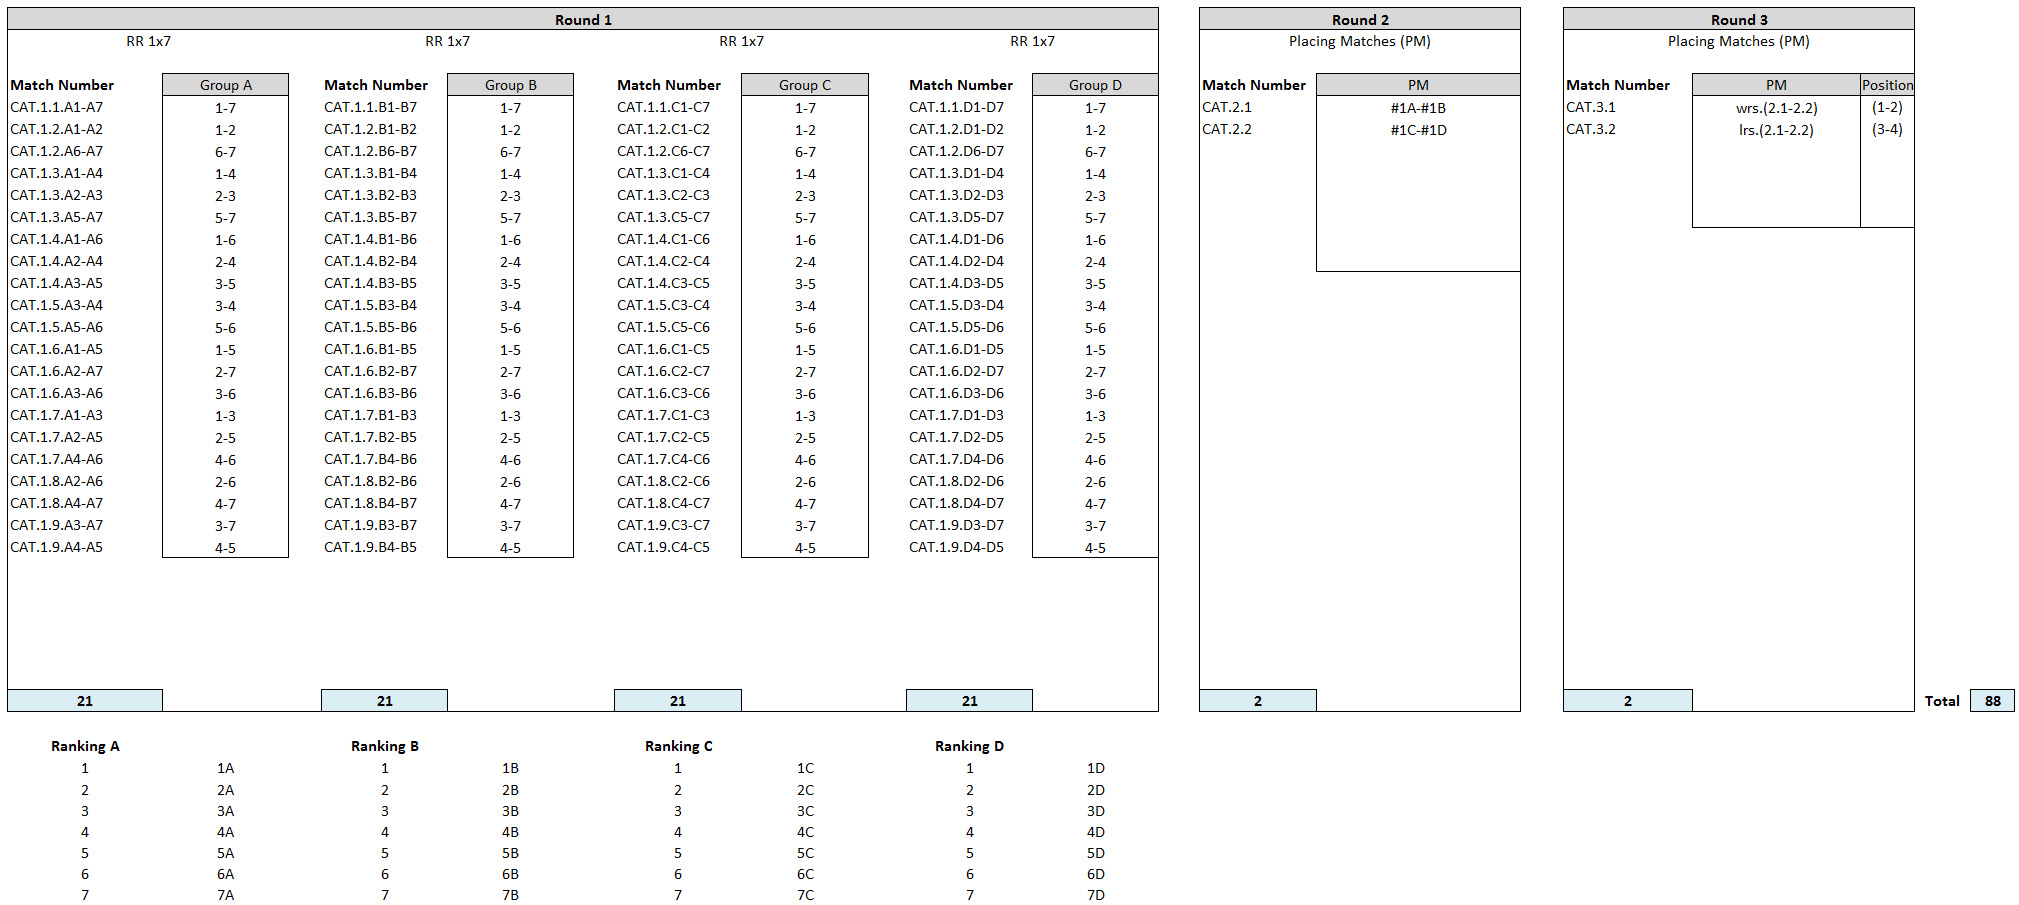 Round 1 Round 2 Round 3
RR 1x7 RR 1x7 RR 1x7 RR 1x7 Placing Matches (PM) Placing Matches (PM)
Match Number Group A Match Number Group B Match Number Group C Match Number Group D Match Number PM Match Number PM Position
CAT.1.1.A1-A7 1-7 CAT.1.1.B1-B7 1-7 CAT.1.1.C1-C7 1-7 CAT.1.1.D1-D7 1-7 CAT.2.1 #1A-#1B CAT.3.1 wrs.(2.1-2.2) (1-2)
CAT.1.2.A1-A2 1-2 CAT.1.2.B1-B2 1-2 CAT.1.2.C1-C2 1-2 CAT.1.2.D1-D2 1-2 CAT.2.2 #1C-#1D CAT.3.2 lrs.(2.1-2.2) (3-4)
CAT.1.2.A6-A7 6-7 CAT.1.2.B6-B7 6-7 CAT.1.2.C6-C7 6-7 CAT.1.2.D6-D7 6-7
CAT.1.3.A1-A4 1-4 CAT.1.3.B1-B4 1-4 CAT.1.3.C1-C4 1-4 CAT.1.3.D1-D4 1-4
CAT.1.3.A2-A3 2-3 CAT.1.3.B2-B3 2-3 CAT.1.3.C2-C3 2-3 CAT.1.3.D2-D3 2-3
CAT.1.3.A5-A7 5-7 CAT.1.3.B5-B7 5-7 CAT.1.3.C5-C7 5-7 CAT.1.3.D5-D7 5-7
CAT.1.4.A1-A6 1-6 CAT.1.4.B1-B6 1-6 CAT.1.4.C1-C6 1-6 CAT.1.4.D1-D6 1-6
CAT.1.4.A2-A4 2-4 CAT.1.4.B2-B4 2-4 CAT.1.4.C2-C4 2-4 CAT.1.4.D2-D4 2-4
CAT.1.4.A3-A5 3-5 CAT.1.4.B3-B5 3-5 CAT.1.4.C3-C5 3-5 CAT.1.4.D3-D5 3-5
CAT.1.5.A3-A4 3-4 CAT.1.5.B3-B4 3-4 CAT.1.5.C3-C4 3-4 CAT.1.5.D3-D4 3-4
CAT.1.5.A5-A6 5-6 CAT.1.5.B5-B6 5-6 CAT.1.5.C5-C6 5-6 CAT.1.5.D5-D6 5-6
CAT.1.6.A1-A5 1-5 CAT.1.6.B1-B5 1-5 CAT.1.6.C1-C5 1-5 CAT.1.6.D1-D5 1-5
CAT.1.6.A2-A7 2-7 CAT.1.6.B2-B7 2-7 CAT.1.6.C2-C7 2-7 CAT.1.6.D2-D7 2-7
CAT.1.6.A3-A6 3-6 CAT.1.6.B3-B6 3-6 CAT.1.6.C3-C6 3-6 CAT.1.6.D3-D6 3-6
CAT.1.7.A1-A3 1-3 CAT.1.7.B1-B3 1-3 CAT.1.7.C1-C3 1-3 CAT.1.7.D1-D3 1-3
CAT.1.7.A2-A5 2-5 CAT.1.7.B2-B5 2-5 CAT.1.7.C2-C5 2-5 CAT.1.7.D2-D5 2-5
CAT.1.7.A4-A6 4-6 CAT.1.7.B4-B6 4-6 CAT.1.7.C4-C6 4-6 CAT.1.7.D4-D6 4-6
CAT.1.8.A2-A6 2-6 CAT.1.8.B2-B6 2-6 CAT.1.8.C2-C6 2-6 CAT.1.8.D2-D6 2-6
CAT.1.8.A4-A7 4-7 CAT.1.8.B4-B7 4-7 CAT.1.8.C4-C7 4-7 CAT.1.8.D4-D7 4-7
CAT.1.9.A3-A7 3-7 CAT.1.9.B3-B7 3-7 CAT.1.9.C3-C7 3-7 CAT.1.9.D3-D7 3-7
CAT.1.9.A4-A5 4-5 CAT.1.9.B4-B5 4-5 CAT.1.9.C4-C5 4-5 CAT.1.9.D4-D5 4-5
21 21 21 21 2 2 Total 88
Ranking A Ranking B Ranking C Ranking D
1 1A 1 1B 1 1C 1 1D
2 2A 2 2B 2 2C 2 2D
3 3A 3 3B 3 3C 3 3D
4 4A 4 4B 4 4C 4 4D
5 5A 5 5B 5 5C 5 5D
6 6A 6 6B 6 6C 6 6D
7 7A 7 7B 7 7C 7 7D